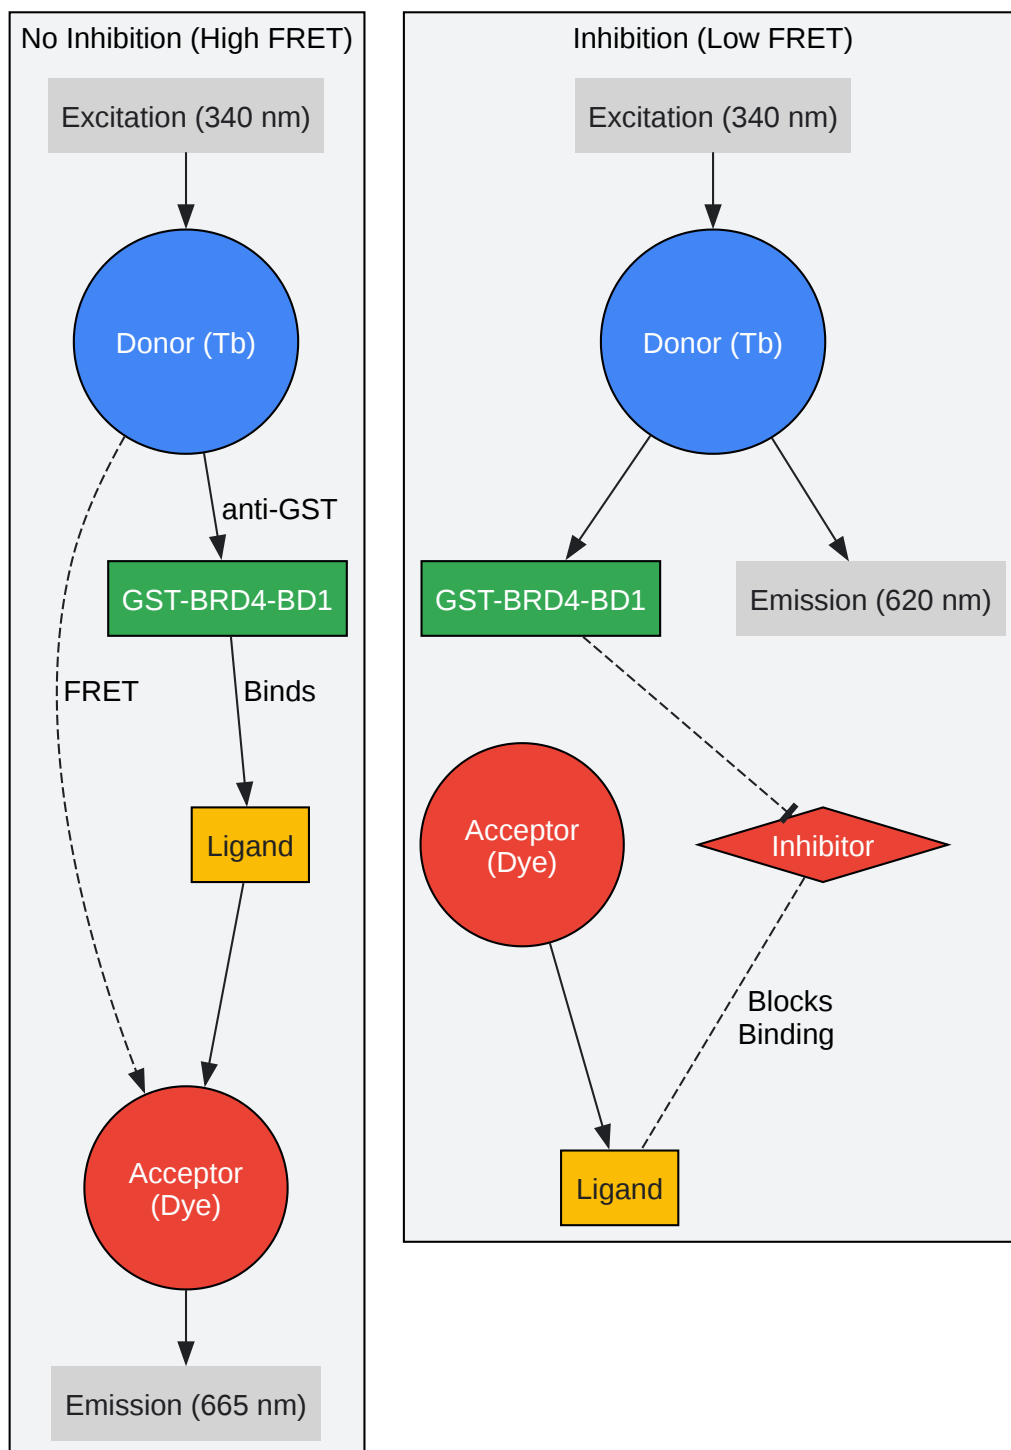 No Inhibition (High FRET)
Excitation (340 nm)
Donor (Tb)
anti-GST
GST-BRD4-BD1
FRET
Binds
Ligand
Acceptor
(Dye)
Emission (665 nm)
Inhibition (Low FRET)
Excitation (340 nm)
Donor (Tb)
GST-BRD4-BD1
Emission (620 nm)
Acceptor
(Dye)
Inhibitor
Blocks
Binding
Ligand